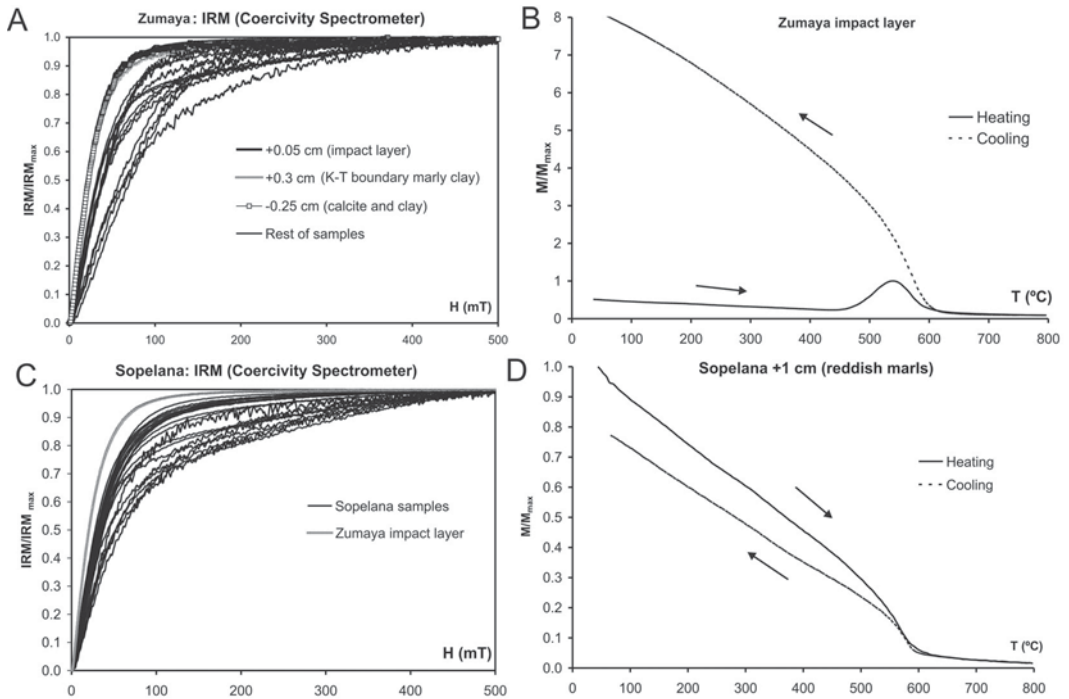 A
Zumaya : IRM (Coercivity Spectrometer)
IRM/IRMmax
1.0
0.9
0.8
0.7
0.6
0.5
0.4
0.3
0.2
0.1
0.0
+0.05 cm (impact layer)
+0.3 cm (K-T boundary marly clay)
-0.25 cm (calcite and clay)
Rest of samples
H (mT)
0 100 200 300 400 500
B
Zumaya impact layer
M/Mmax
8
7
6
5
4
3
2
1
0
Heating
Cooling
T (ºC)
0 100 200 300 400 500 600 700 800
C
Sopelana: IRM (Coercivity Spectrometer)
IRM/IRM max
1.0
0.9
0.8
0.7
0.6
0.5
0.4
0.3
0.2
0.1
0.0
Sopelana samples
Zumaya impact layer
H (mT)
0 100 200 300 400 500
D
Sopelana +1 cm (reddish marls)
M/Mmax
1.0
0.9
0.8
0.7
0.6
0.5
0.4
0.3
0.2
0.1
0.0
Heating
Cooling
T (ºC)
0 100 200 300 400 500 600 700 800